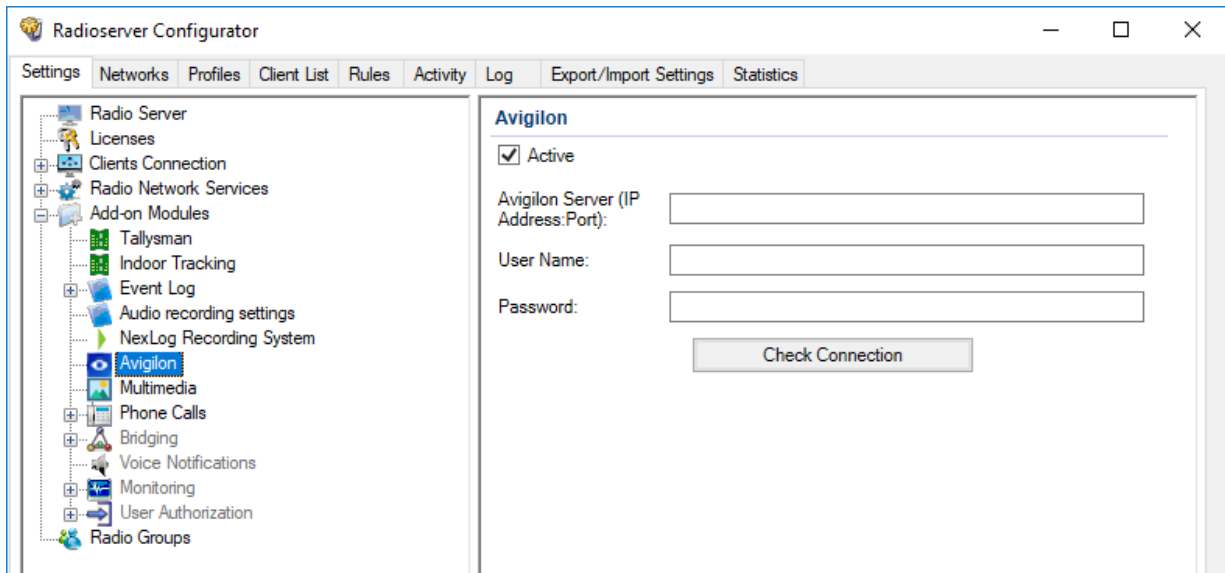 Radioserver Configurator
Settings Networks Profiles Client List Rules Activity Log Export/Import Settings Statistics
Radio Server
Licenses
Clients Connection
Radio Network Services
Add-on Modules
Tallysman
Indoor Tracking
Event Log
Audio recording settings
NexLog Recording System
Avigilon
Multimedia
Phone Calls
Bridging
Voice Notifications
Monitoring
User Authorization
Radio Groups
Avigilon
Active
Avigilon Server (IP
Address:Port):
User Name:
Password:
Check Connection